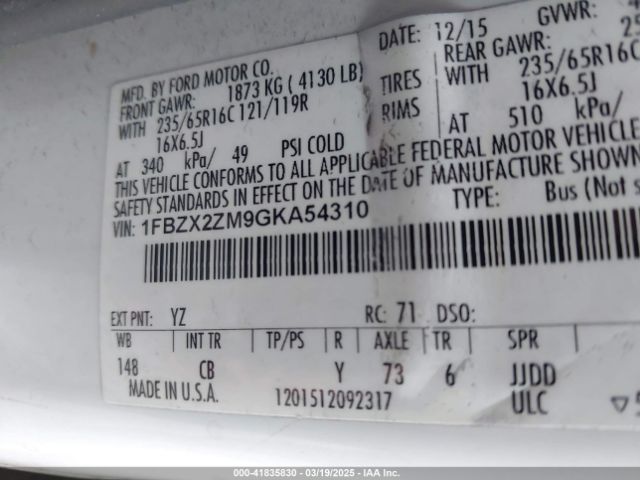 MFD. BY FORD MOTOR CO.
DATE: 12/15
GVWR:
FRONT GAWR: 1873 KG ( 4130 LB)
REAR GAWR:
WITH 235/65R16C 121/119R
TIRES WITH 235/65R16C
16X6.5J
RIMS 16X6.5J
AT 340 kPa/ 49 PSI COLD
AT 510 kPa/
THIS VEHICLE CONFORMS TO ALL APPLICABLE FEDERAL MOTOR VEHICLE
SAFETY STANDARDS IN EFFECT ON THE DATE OF MANUFACTURE SHOWN
VIN: 1FBZX2ZM9GKA54310
TYPE: Bus (Not
EXT PNT: YZ RC: 71 DSO:
WB INT TR TP/PS R AXLE TR SPR
148 CB Y 73 6 JJDD
MADE IN U.S.A. 1201512092317 ULC
© 00-41835830 - 03/19/2025 - IAA Inc.